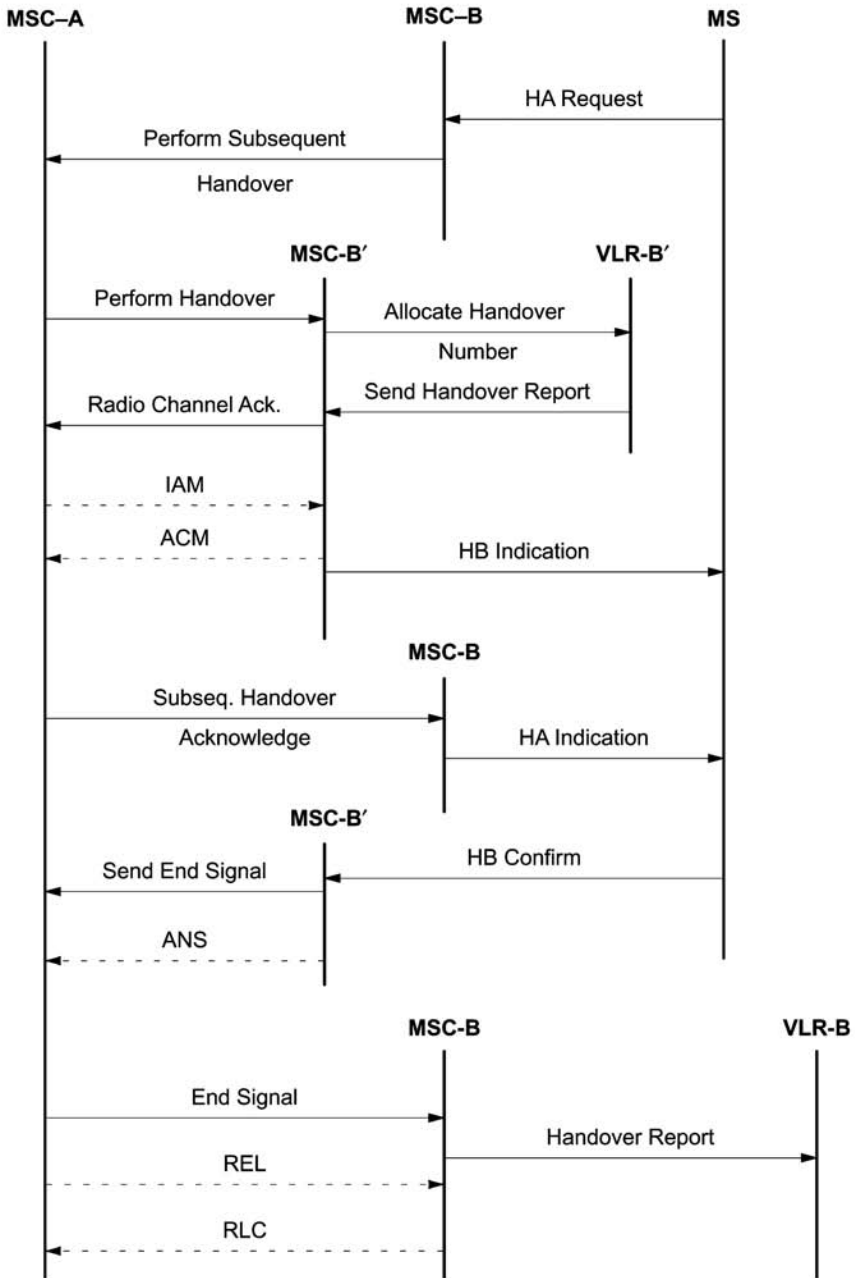 MSC–A
MSC–B
MS
HA Request
Perform Subsequent
Handover
MSC-B′
VLR-B′
Perform Handover
Allocate Handover
Number
Send Handover Report
Radio Channel Ack.
IAM
ACM
HB Indication
MSC-B
Subseq. Handover
Acknowledge
HA Indication
MSC-B′
HB Confirm
Send End Signal
ANS
MSC-B
VLR-B
End Signal
Handover Report
REL
RLC